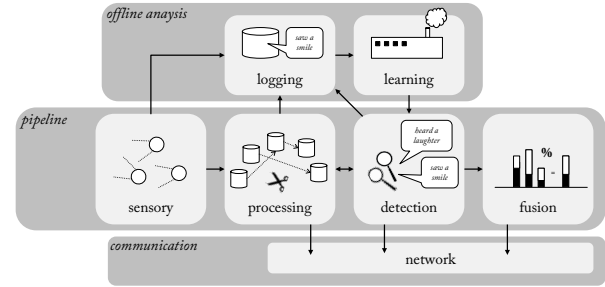 offline anaysis
saw a
smile
logging
learning
pipeline
heard a
laughter
saw a
smile
%
=
sensory
processing
detection
fusion
communication
network